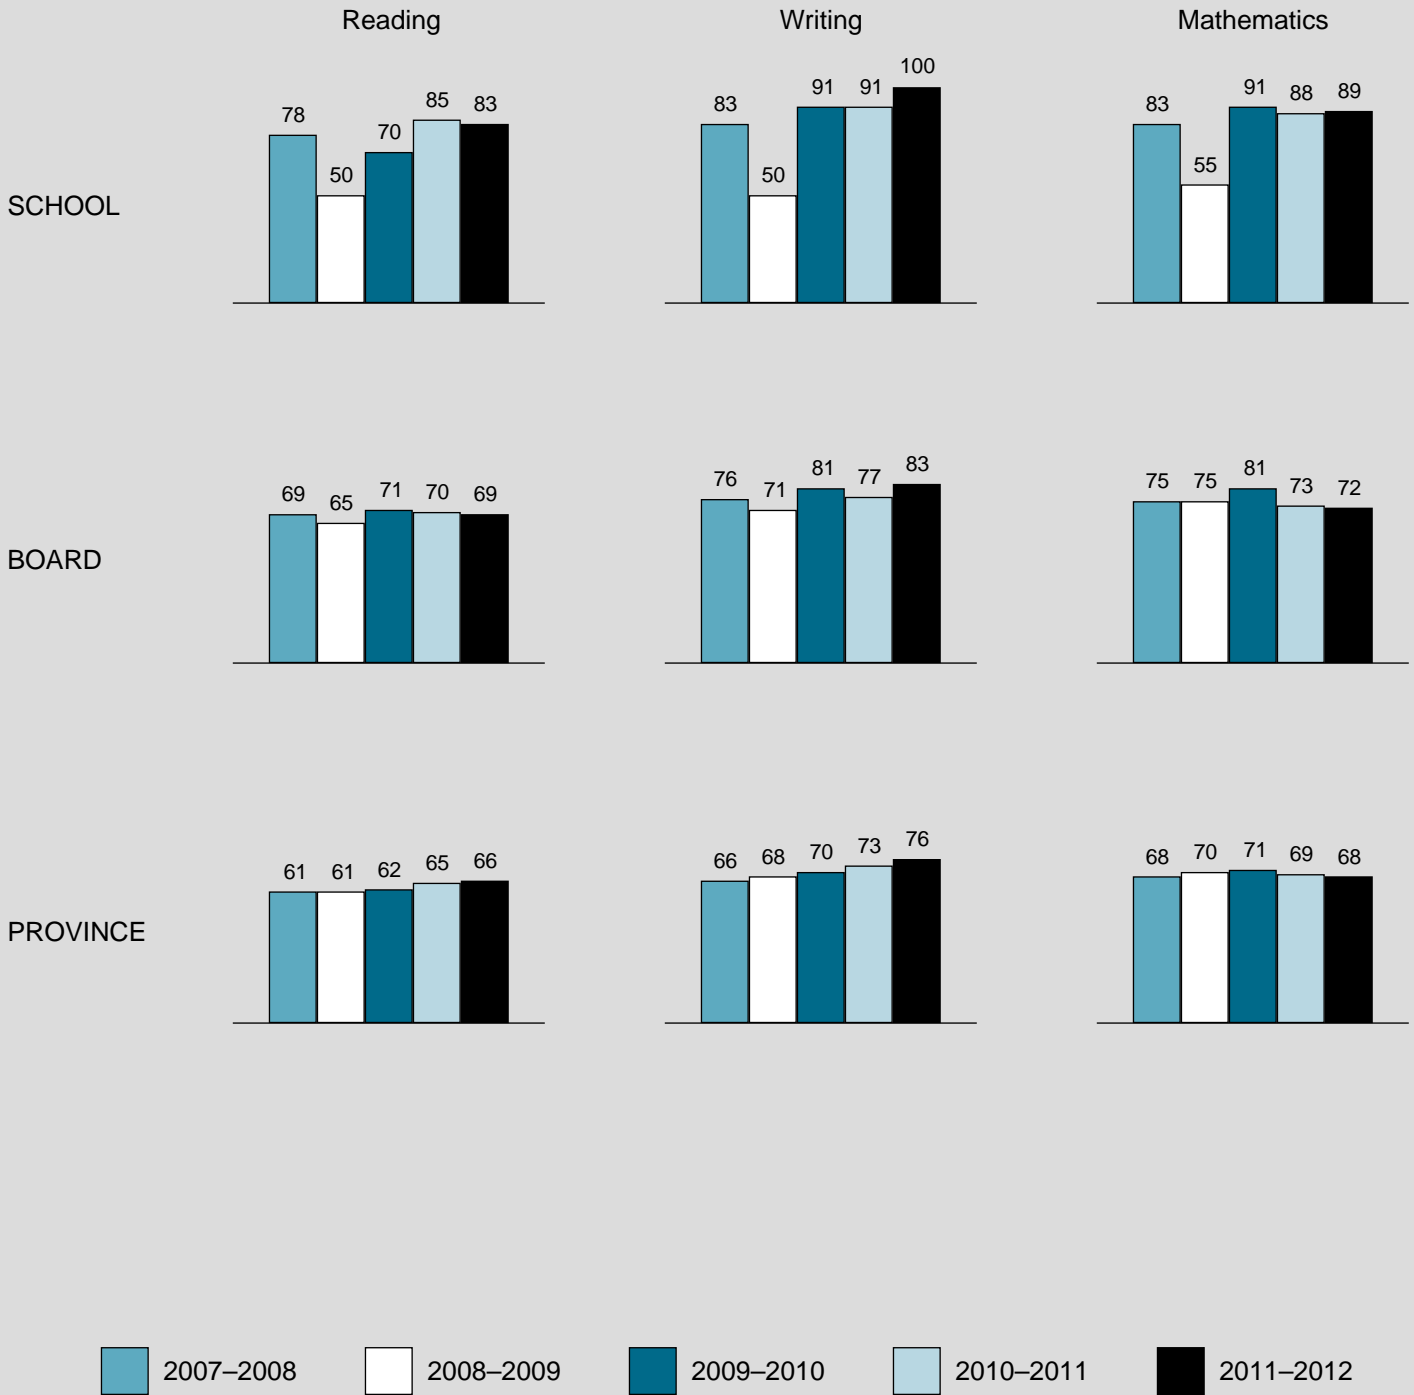 Reading Writing Mathematics
SCHOOL
78 50 70 85 83
83 50 91 91 100
83 55 91 88 89
BOARD
69 65 71 70 69
76 71 81 77 83
75 75 81 73 72
PROVINCE
61 61 62 65 66
66 68 70 73 76
68 70 71 69 68
2007–2008 2008–2009 2009–2010 2010–2011 2011–2012